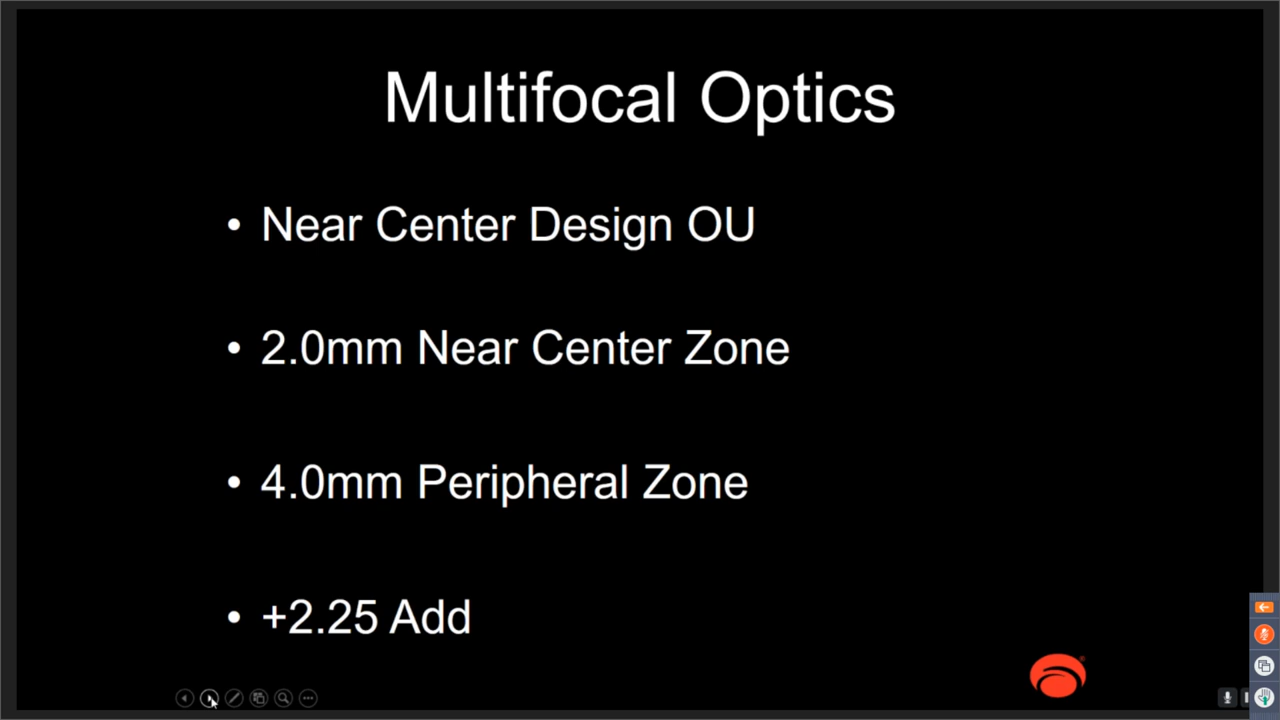 Multifocal Optics
• Near Center Design OU
• 2.0mm Near Center Zone
• 4.0mm Peripheral Zone
• +2.25 Add